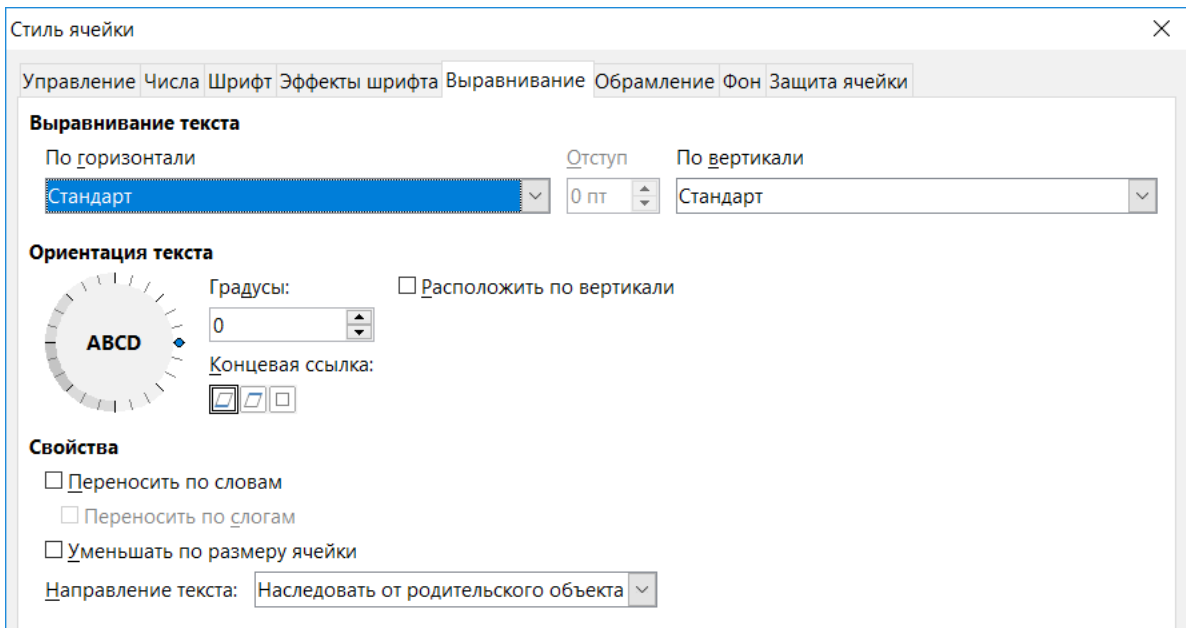 Стиль ячейки
Управление Числа Шрифт Эффекты шрифта Выравнивание Обрамление Фон Защита ячейки
Выравнивание текста
По горизонтали Отступ По вертикали
Стандарт 0 пт Стандарт
Ориентация текста
Градусы: Расположить по вертикали
ABCD 0
Концевая ссылка:
Свойства
Переносить по словам
Переносить по слогам
Уменьшать по размеру ячейки
Направление текста: Наследовать от родительского объекта